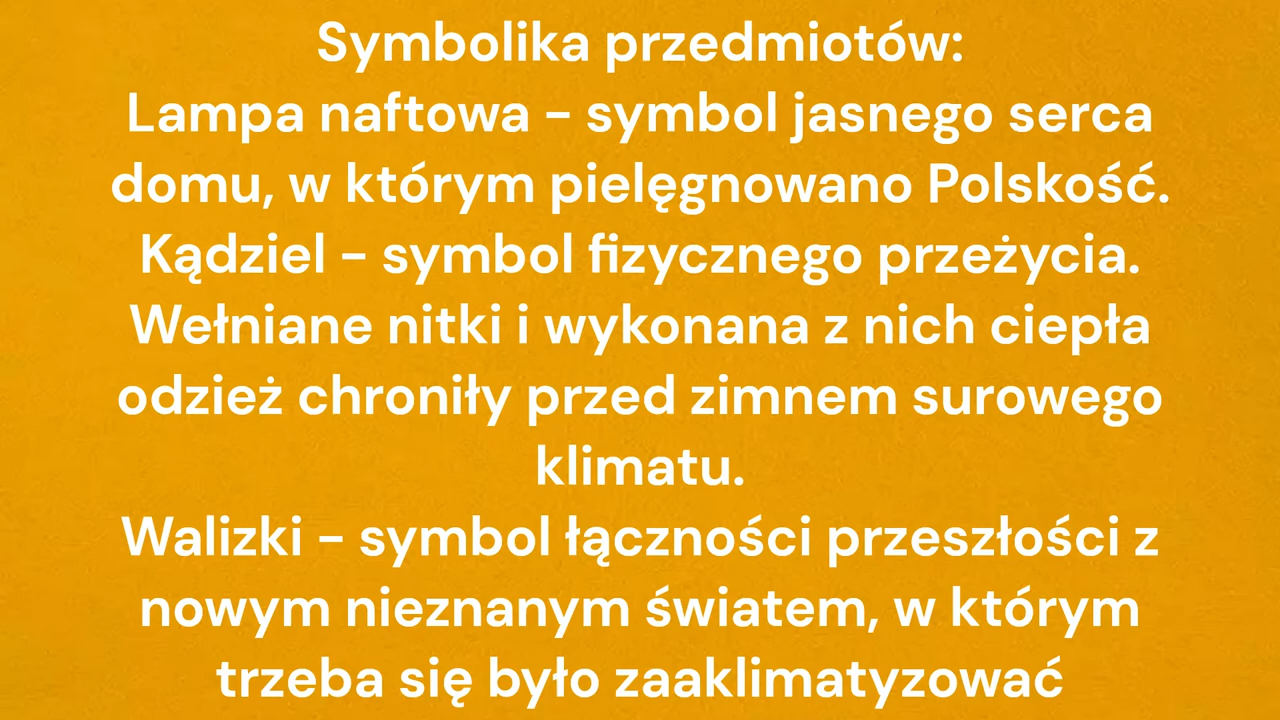 Symbolika przedmiotów:
Lampa naftowa – symbol jasnego serca
domu, w którym pielęgnowano Polskość.
Kądziel – symbol fizycznego przeżycia.
Wełniane nitki i wykonana z nich ciepła
odzież chroniły przed zimnem surowego
klimatu.
Walizki – symbol łączności przeszłości z
nowym nieznanym światem, w którym
trzeba się było zaaklimatyzować